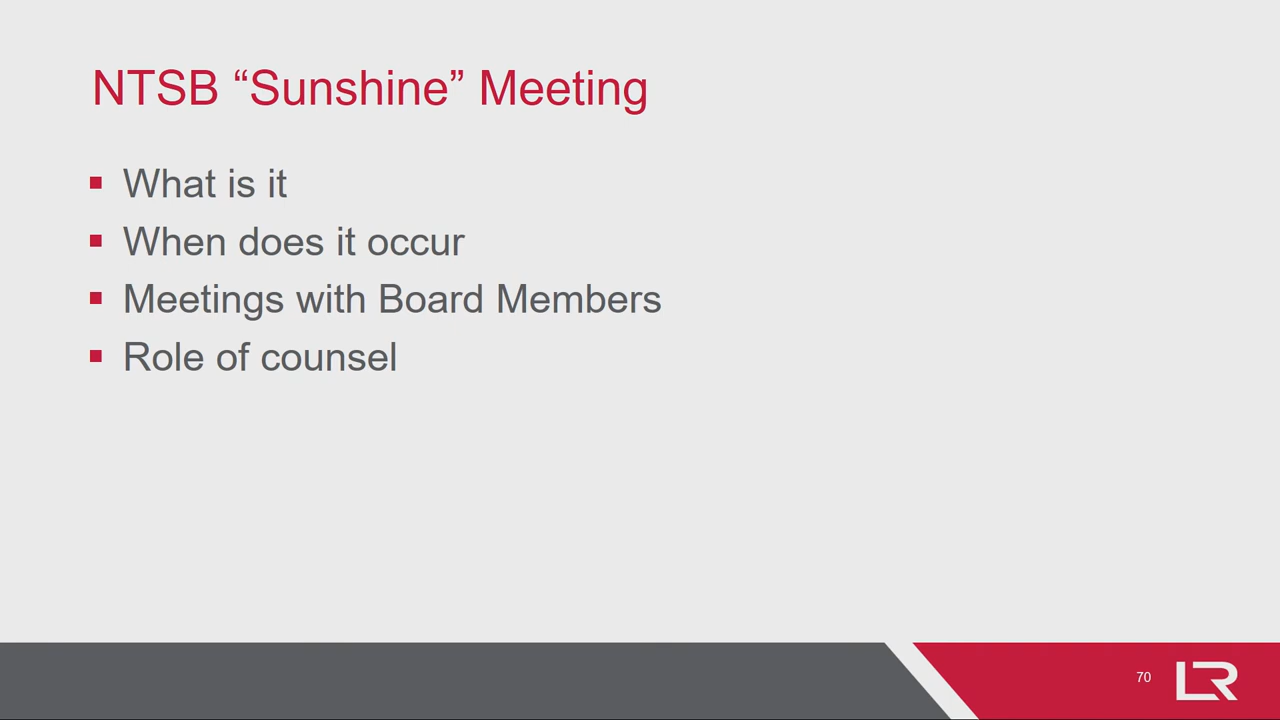 NTSB “Sunshine” Meeting
What is it
When does it occur
Meetings with Board Members
Role of counsel
70
LR